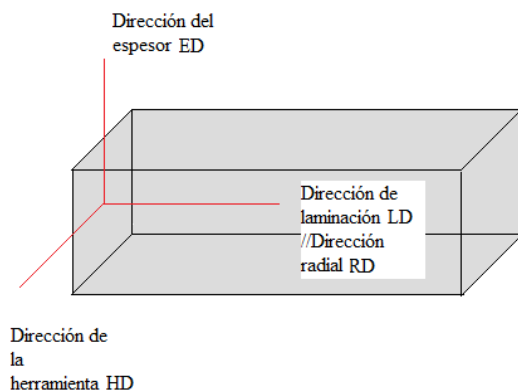 Dirección del
espesor ED
Dirección de
laminación LD
//Dirección
radial RD
Dirección de
la
herramienta HD